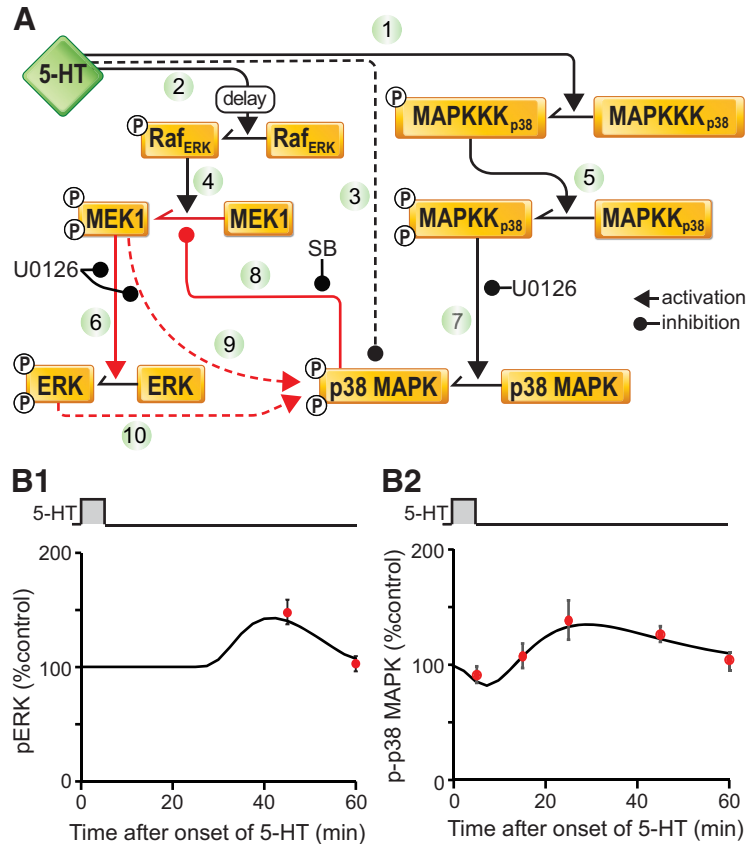 A
1
5-HT
2
delay
P
Raf ERK
Raf ERK
P
MAPKKK p38
MAPKKK p38
4
3
5
P
P
MEK1
MEK1
P
P
MAPKK p38
MAPKK p38
SB
U0126
8
U0126
activation
inhibition
6
9
7
P
P
ERK
ERK
P
P
p38 MAPK
p38 MAPK
10
B1
5-HT
200
100
0
pERK (%control)
0 20 40 60
Time after onset of 5-HT (min)
B2
5-HT
200
100
0
p-p38 MAPK (%control)
0 20 40 60
Time after onset of 5-HT (min)